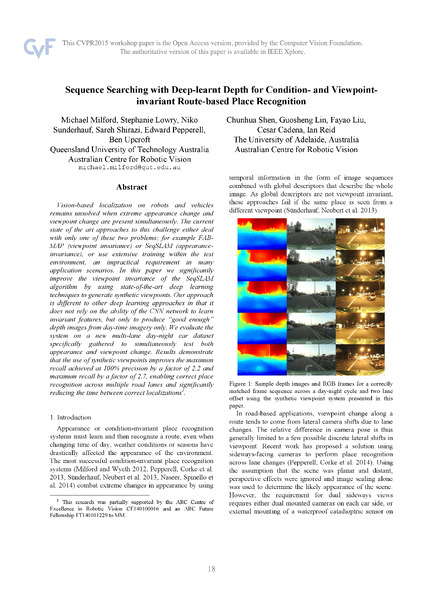 CVF
This CVPR2015 workshop paper is the Open Access version, provided by the Computer Vision Foundation.
The authoritative version of this paper is available in IEEE Xplore.
Sequence Searching with Deep-learnt Depth for Condition- and Viewpoint-
invariant Route-based Place Recognition
Michael Milford, Stephanie Lowry, Niko
Sunderhauf, Sareh Shirazi, Edward Pepperell,
Ben Upcroft
Queensland University of Technology Australia
Australian Centre for Robotic Vision
michael.milford@qut.edu.au
Chunhua Shen, Guosheng Lin, Fayao Liu,
Cesar Cadena, Ian Reid
The University of Adelaide, Australia
Australian Centre for Robotic Vision
Abstract
Vision-based localization on robots and vehicles
remains unsolved when extreme appearance change and
viewpoint change are present simultaneously. The current
state of the art approaches to this challenge either deal
with only one of these two problems; for example FAB-
MAP (viewpoint invariance) or SeqSLAM (appearance-
invariance), or use extensive training within the test
environment, an impractical requirement in many
application scenarios. In this paper we significantly
improve the viewpoint invariance of the SeqSLAM
algorithm by using state-of-the-art deep learning
techniques to generate synthetic viewpoints. Our approach
is different to other deep learning approaches in that it
does not rely on the ability of the CNN network to learn
invariant features, but only to produce "good enough"
depth images from day-time imagery only. We evaluate the
system on a new multi-lane day-night car dataset
specifically gathered to simultaneously test both
appearance and viewpoint change. Results demonstrate
that the use of synthetic viewpoints improves the maximum
recall achieved at 100% precision by a factor of 2.2 and
maximum recall by a factor of 2.7, enabling correct place
recognition across multiple road lanes and significantly
reducing the time between correct localizations¹.
1. Introduction
Appearance or condition-invariant place recognition
systems must learn and then recognize a route, even when
changing time of day, weather conditions or seasons have
drastically affected the appearance of the environment.
The most successful condition-invariant place recognition
systems (Milford and Wyeth 2012, Pepperell, Corke et al.
2013, Sünderhauf, Neubert et al. 2013, Naseer, Spinello et
al. 2014) combat extreme changes in appearance by using
¹ This research was partially supported by the ARC Centre of
Excellence in Robotic Vision CE140100016 and an ARC Future
Fellowship FT140101229 to MM.
temporal information in the form of image sequences
combined with global descriptors that describe the whole
image. As global descriptors are not viewpoint invariant,
these approaches fail if the same place is seen from a
different viewpoint (Sünderhauf, Neubert et al. 2013).
Figure 1: Sample depth images and RGB frames for a correctly
matched frame sequence across a day-night cycle and two lane
offset using the synthetic viewpoint system presented in this
paper.
In road-based applications, viewpoint change along a
route tends to come from lateral camera shifts due to lane
changes. The relative difference in camera pose is thus
generally limited to a few possible discrete lateral shifts in
viewpoint. Recent work has proposed a solution using
sideways-facing cameras to perform place recognition
across lane changes (Pepperell, Corke et al. 2014). Using
the assumption that the scene was planar and distant,
perspective effects were ignored and image scaling alone
was used to determine the likely appearance of the scene.
However, the requirement for dual sideways views
requires either dual mounted cameras on each car side, or
external mounting of a waterproof catadioptric sensor on
18